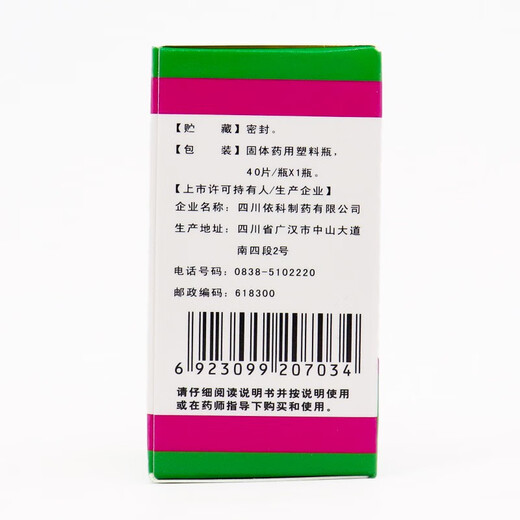 【贮　　藏】密封。
【包　　装】固体药用塑料瓶，
40片/瓶X1瓶。
【上市许可持有人/生产企业】
企业名称：四川依科制药有限公司
生产地址：四川省广汉市中山大道
南四段2号
电话号码：0838-5102220
邮政编码：618300
6 923099 207034
请仔细阅读说明书并按说明使用
或在药师指导下购买和使用。